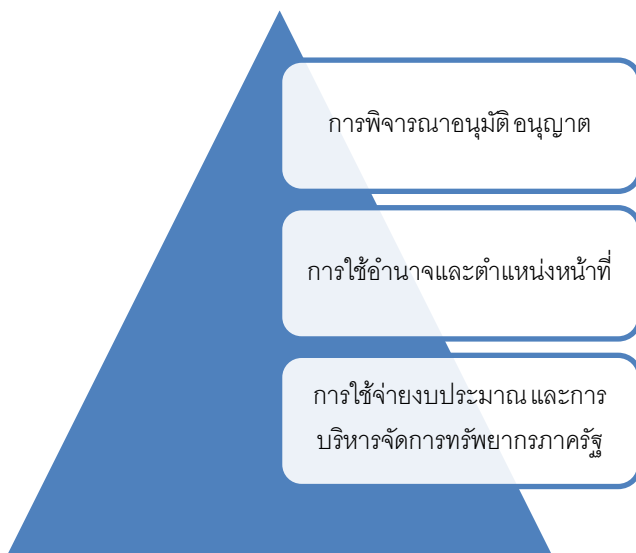 การพิจารณาอนุมัติ อนุญาต
การใช้อำนาจและตำแหน่งหน้าที่
การใช้จ่ายงบประมาณ และการ
บริหารจัดการทรัพยากรภาครัฐ